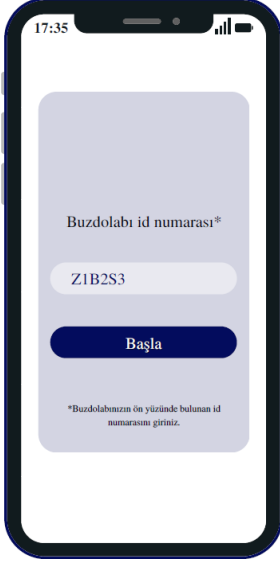 17:35
Buzdolabı id numarası*
Z1B2S3
Başla
*Buzdolabınızın ön yüzünde bulunan id
numarasını giriniz.